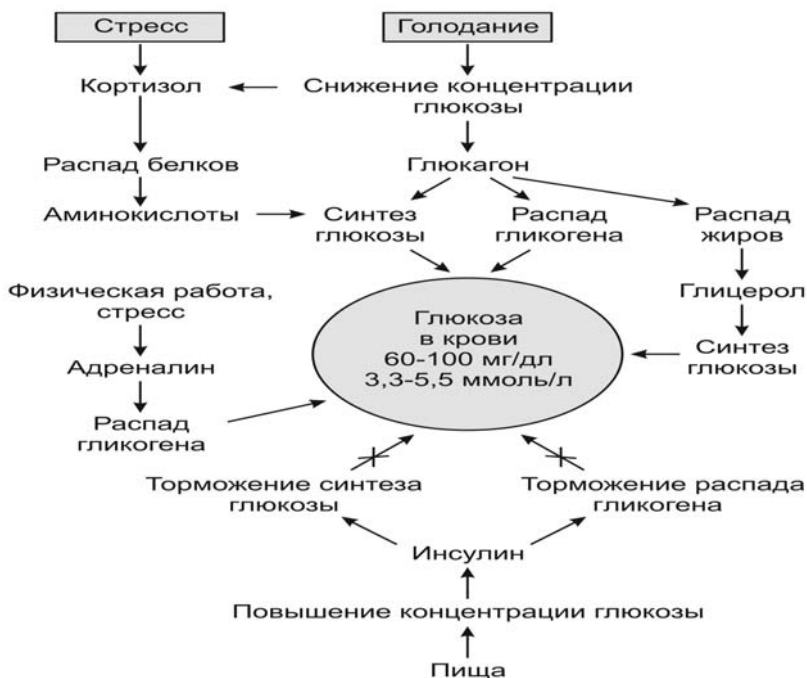 Стресс
Голодание
Кортизол
Снижение концентрации
глюкозы
Распад белков
Глюкагон
Аминокислоты
Синтез
глюкозы
Распад
гликогена
Распад
жиров
Физическая работа,
стресс
Глюкоза
в крови
60-100 мг/дл
3,3-5,5 ммоль/л
Глицерол
Адреналин
Синтез
глюкозы
Распад
гликогена
Торможение синтеза
глюкозы
Торможение распада
гликогена
Инсулин
Повышение концентрации глюкозы
Пища